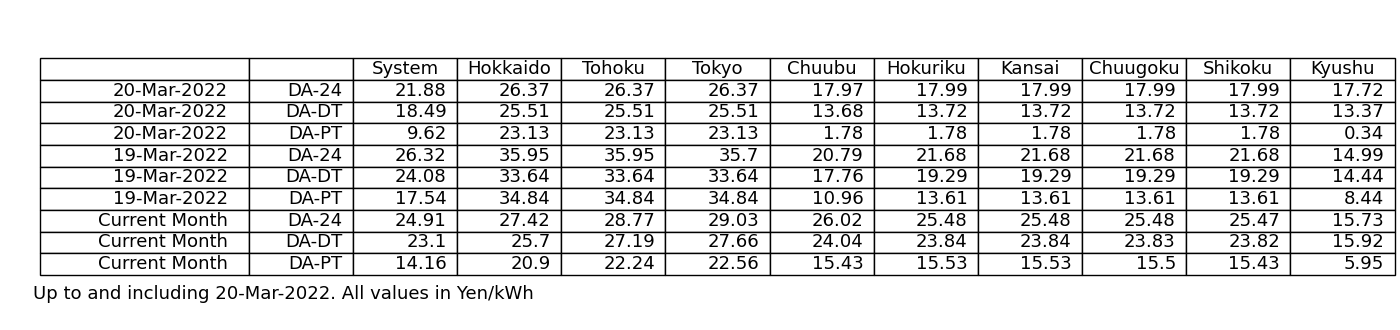 System Hokkaido Tohoku Tokyo Chuubu Hokuriku Kansai Chuugoku Shikoku Kyushu
20-Mar-2022 DA-24 21.88 26.37 26.37 26.37 17.97 17.99 17.99 17.99 17.99 17.72
20-Mar-2022 DA-DT 18.49 25.51 25.51 25.51 13.68 13.72 13.72 13.72 13.72 13.37
20-Mar-2022 DA-PT 9.62 23.13 23.13 23.13 1.78 1.78 1.78 1.78 1.78 0.34
19-Mar-2022 DA-24 26.32 35.95 35.95 35.7 20.79 21.68 21.68 21.68 21.68 14.99
19-Mar-2022 DA-DT 24.08 33.64 33.64 33.64 17.76 19.29 19.29 19.29 19.29 14.44
19-Mar-2022 DA-PT 17.54 34.84 34.84 34.84 10.96 13.61 13.61 13.61 13.61 8.44
Current Month DA-24 24.91 27.42 28.77 29.03 26.02 25.48 25.48 25.48 25.47 15.73
Current Month DA-DT 23.1 25.7 27.19 27.66 24.04 23.84 23.84 23.83 23.82 15.92
Current Month DA-PT 14.16 20.9 22.24 22.56 15.43 15.53 15.53 15.5 15.43 5.95
Up to and including 20-Mar-2022. All values in Yen/kWh